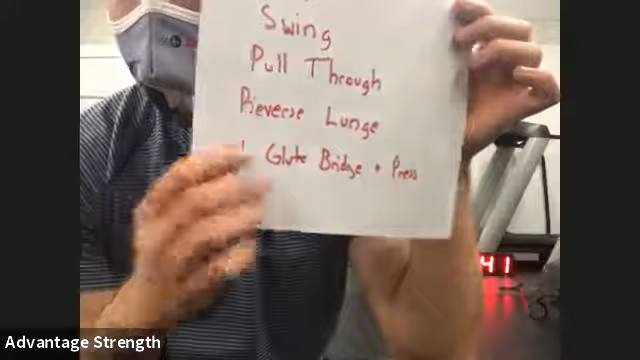 Swing
Pull Through
Reverse Lunge
Glute Bridge + Press
41
Advantage Strength